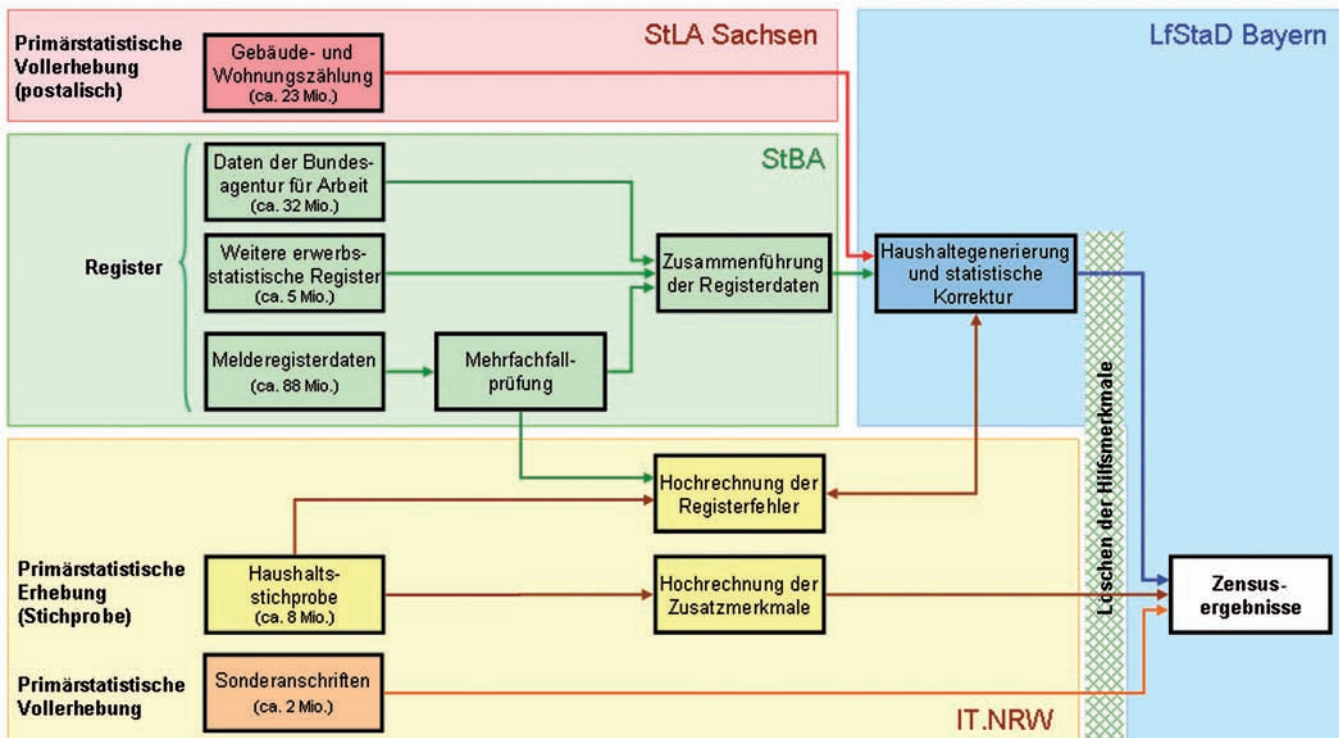 StLA Sachsen
Primärstatistische
Vollerhebung
(postalisch)
Gebäude- und
Wohnungszählung
(ca. 23 Mio.)
LfStaD Bayern
StBA
Register
Daten der Bundes-
agentur für Arbeit
(ca. 32 Mio.)
Weitere erwerbs-
statistische Register
(ca. 5 Mio.)
Melderegisterdaten
(ca. 88 Mio.)
Mehrfachfall-
prüfung
Zusammenführung
der Registerdaten
Haushaltegenerierung
und statistische
Korrektur
Löschen der Hilfsmerkmale
Hochrechnung der
Registerfehler
Primärstatistische
Erhebung
(Stichprobe)
Haushalts-
stichprobe
(ca. 8 Mio.)
Hochrechnung der
Zusatzmerkmale
Zensus-
ergebnisse
Primärstatistische
Vollerhebung
Sonderanschriften
(ca. 2 Mio.)
IT.NRW